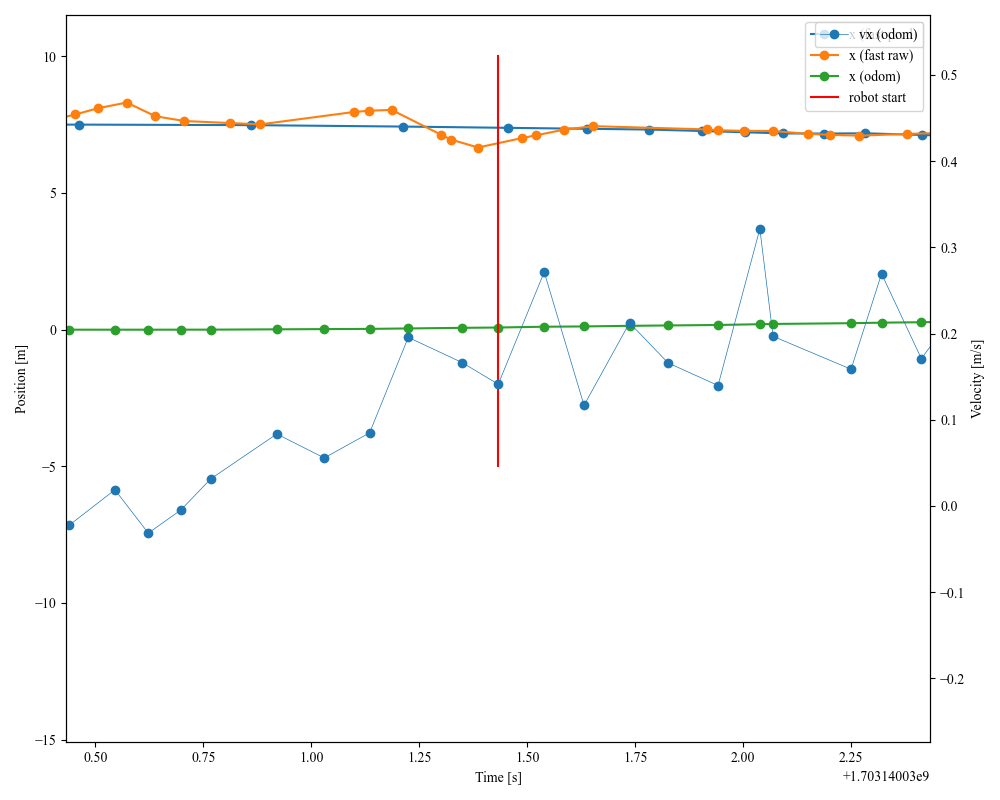 vx (odom)
x (fast raw)
x (odom)
robot start
10
5
0
−5
−10
−15
Position [m]
0.5
0.4
0.3
0.2
0.1
0.0
−0.1
−0.2
Velocity [m/s]
0.50 0.75 1.00 1.25 1.50 1.75 2.00 2.25
Time [s]
+1.70314003e9